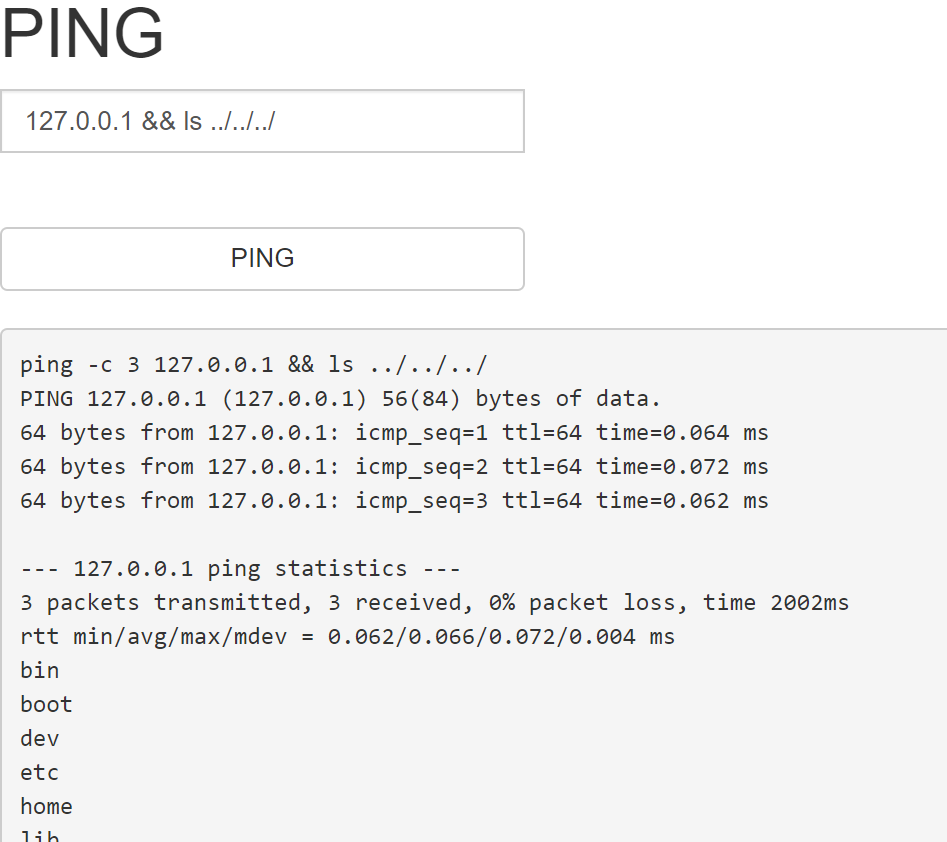 PING
127.0.0.1 && ls ../../../
PING
ping -c 3 127.0.0.1 && ls ../../../
PING 127.0.0.1 (127.0.0.1) 56(84) bytes of data.
64 bytes from 127.0.0.1: icmp_seq=1 ttl=64 time=0.064 ms
64 bytes from 127.0.0.1: icmp_seq=2 ttl=64 time=0.072 ms
64 bytes from 127.0.0.1: icmp_seq=3 ttl=64 time=0.062 ms
--- 127.0.0.1 ping statistics ---
3 packets transmitted, 3 received, 0% packet loss, time 2002ms
rtt min/avg/max/mdev = 0.062/0.066/0.072/0.004 ms
bin
boot
dev
etc
home
lib